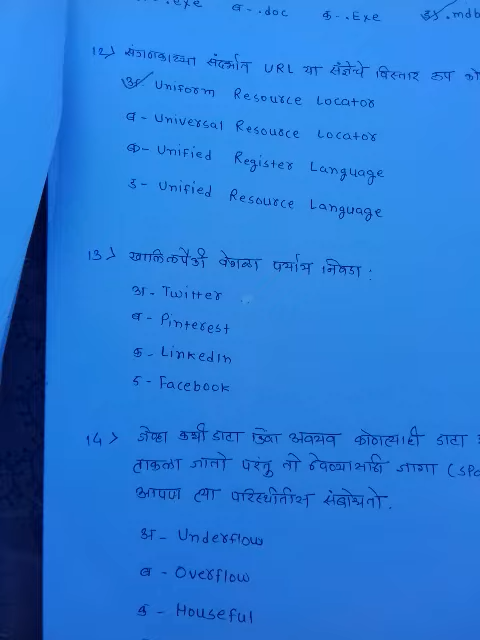 .exe ब- .doc क- .Exe ड- .mdb
12> संगणकाच्या संदर्भात URL या संज्ञेचे विस्तार रूप को
अ- Uniform Resource Locator
ब- Universal Resource Locator
क- Unified Register Language
ड- Unified Resource Language
13> खालिलपैकी वेगळा पर्याय निवडा :
अ- Twitter
ब- Pinterest
क- LinkedIn
ड- Facebook
14> जेव्हा कधी डाटा किंवा अवयव कोणत्याही डाटा
टाकला जातो परंतु तो ठेवण्यासाठी जागा (spa
आपण त्या परिस्थीतीस संबोधतो.
अ- Underflow
ब- Overflow
क- Houseful